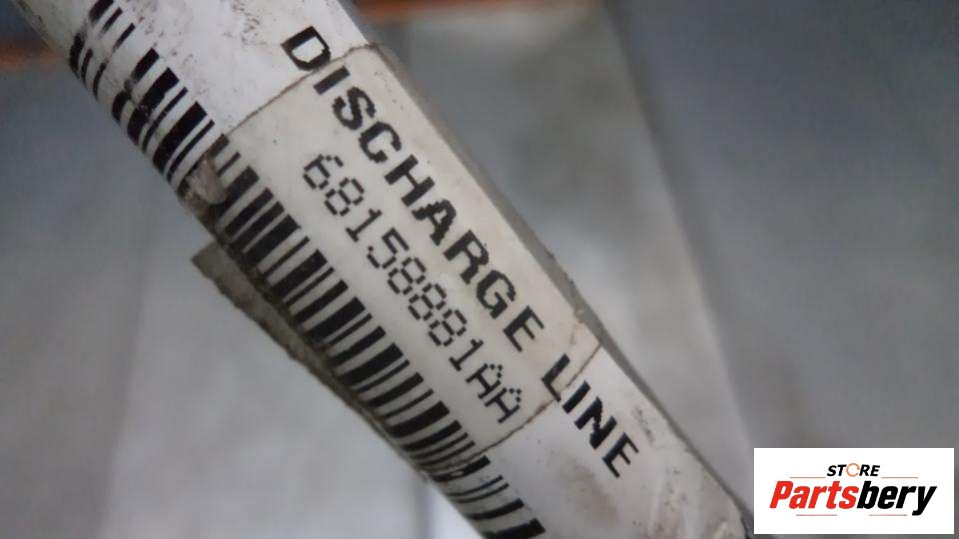 DISCHARGE LINE
68158881AA
STORE
Partsbery